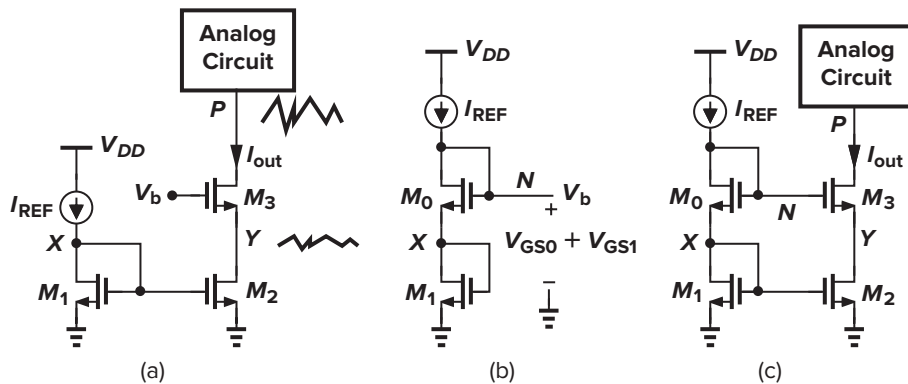 Analog
Circuit
P
V_DD
I_out
V_b
M_3
I_REF
X
Y
M_1
M_2
(a)
V_DD
I_REF
M_0
N
V_b
+
X
V_GS0 + V_GS1
M_1
−
(b)
Analog
Circuit
V_DD
P
I_REF
I_out
M_0
N
M_3
X
Y
M_1
M_2
(c)